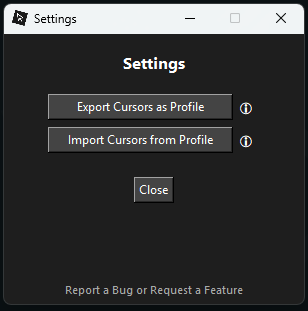 Settings
Settings
Export Cursors as Profile
Import Cursors from Profile
Close
Report a Bug or Request a Feature